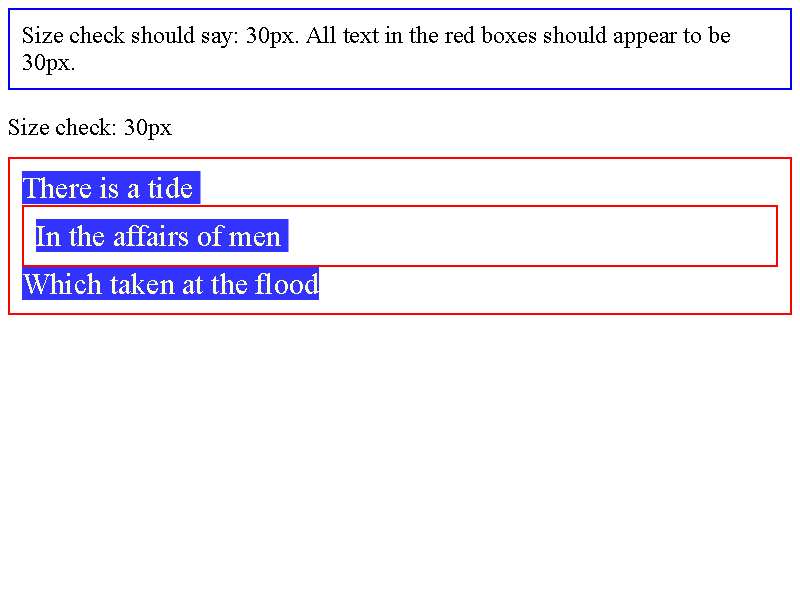 Size check should say: 30px. All text in the red boxes should appear to be
30px.
Size check: 30px
There is a tide
In the affairs of men
Which taken at the flood